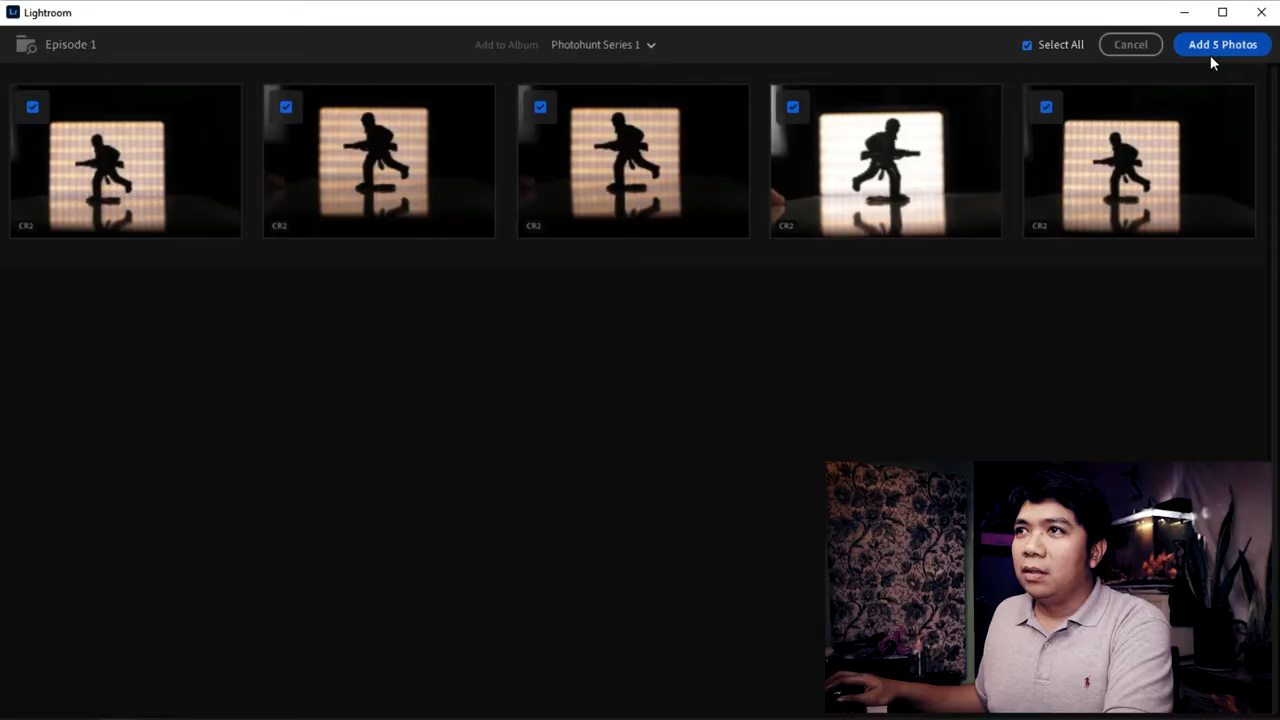 Lr Lightroom
Episode 1
Add to Album Photohunt Series 1
Select All
Cancel
Add 5 Photos
CR2
CR2
CR2
CR2
CR2